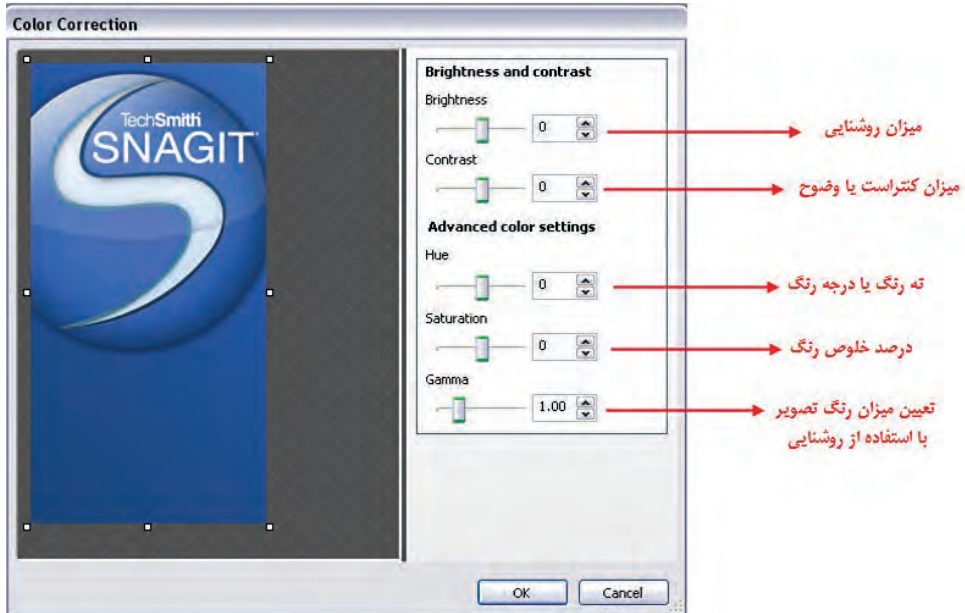 Color Correction
TechSmith
SNAGIT
Brightness and contrast
Brightness
0
میزان روشنایی
Contrast
0
میزان کنتراست یا وضوح
Advanced color settings
Hue
0
ته رنگ یا درجه رنگ
Saturation
0
درصد خلوص رنگ
Gamma
1.00
تعیین میزان رنگ تصویر
با استفاده از روشنایی
OK
Cancel